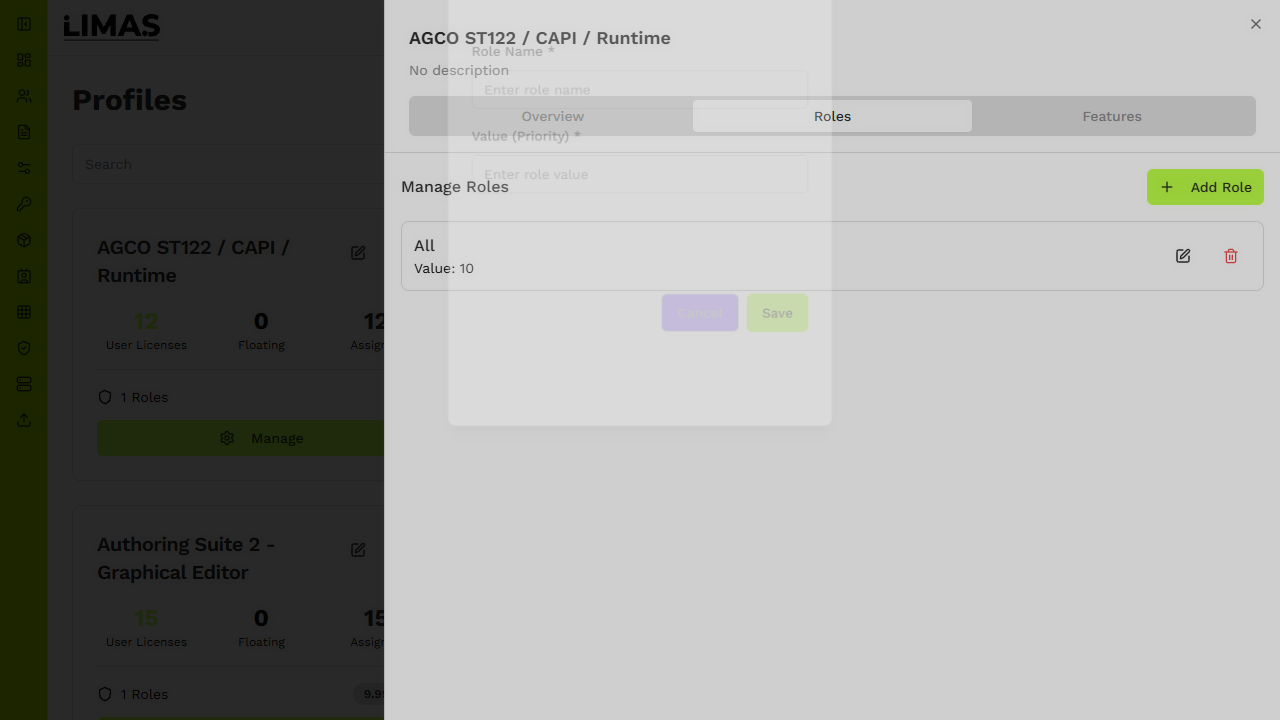 LIMAS
Profiles
Search
AGCO ST122 / CAPI /
Runtime
12
0
12
User Licenses
Floating
Assig
1 Roles
Manage
Authoring Suite 2 -
Graphical Editor
15
0
15
User Licenses
Floating
Assig
1 Roles
9.9
AGCO ST122 / CAPI / Runtime
No description
Overview
Roles
Features
Manage Roles
Add Role
All
Value: 10
Role Name *
Enter role name
Value (Priority) *
Enter role value
Cancel
Save